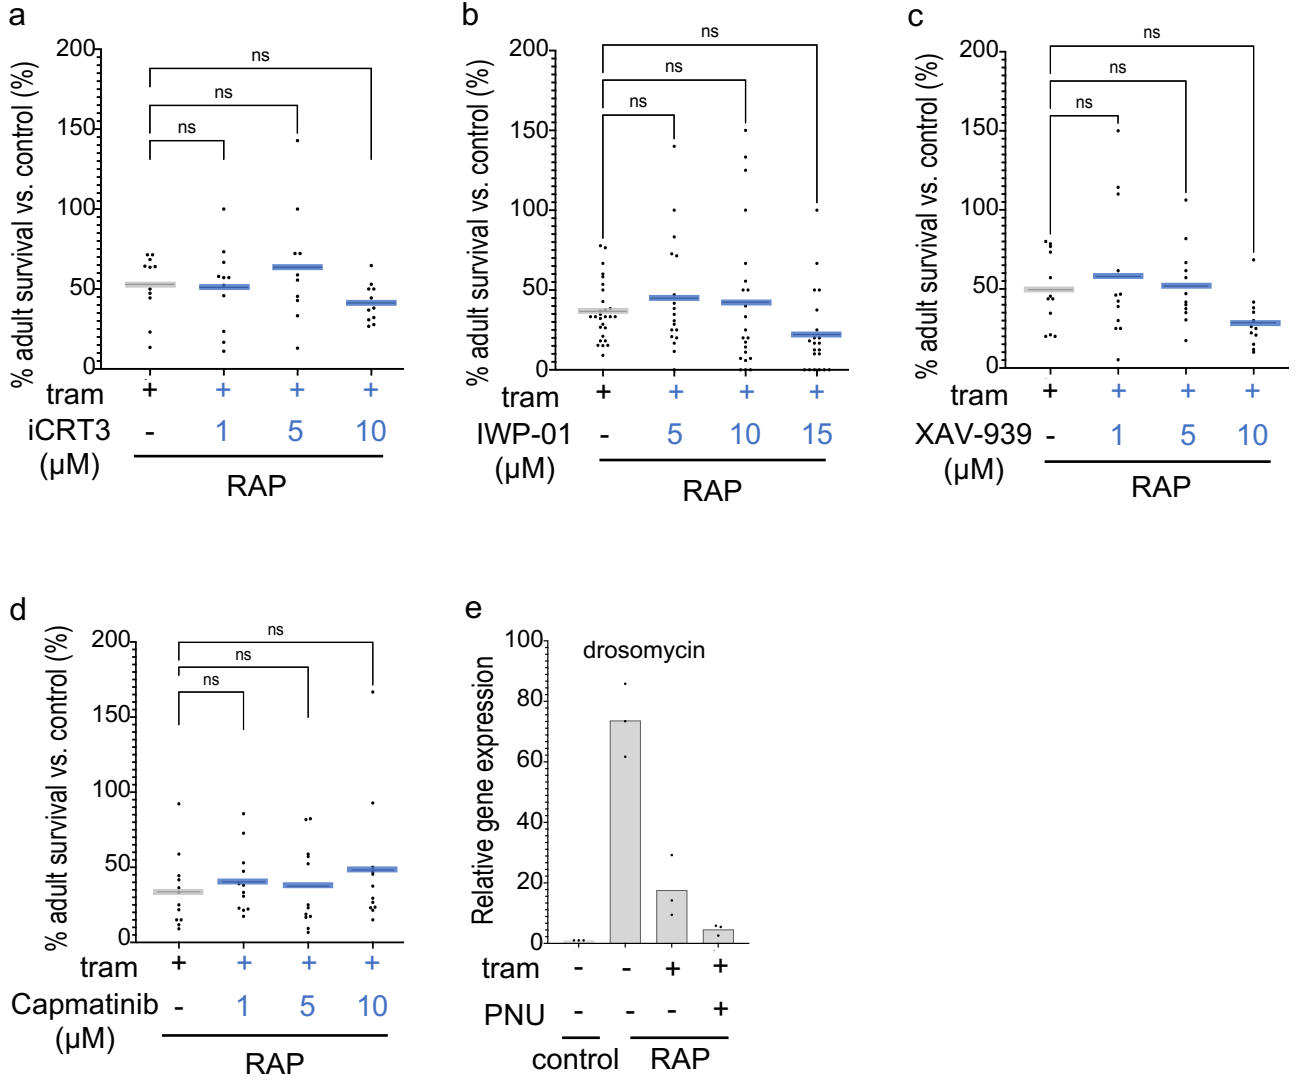 a
% adult survival vs. control (%)
200
150
100
50
0
ns
ns
ns
tram + + + +
iCRT3 - 1 5 10
(μM)
RAP
b
% adult survival vs. control (%)
200
150
100
50
0
ns
ns
ns
tram + + + +
IWP-01 - 5 10 15
(μM)
RAP
c
% adult survival vs. control (%)
200
150
100
50
0
ns
ns
ns
tram + + + +
XAV-939 - 1 5 10
(μM)
RAP
d
% adult survival vs. control (%)
200
150
100
50
0
ns
ns
ns
tram + + + +
Capmatinib - 1 5 10
(μM)
RAP
e
Relative gene expression
drosomycin
100
80
60
40
20
0
tram - - + +
PNU - - - +
control RAP